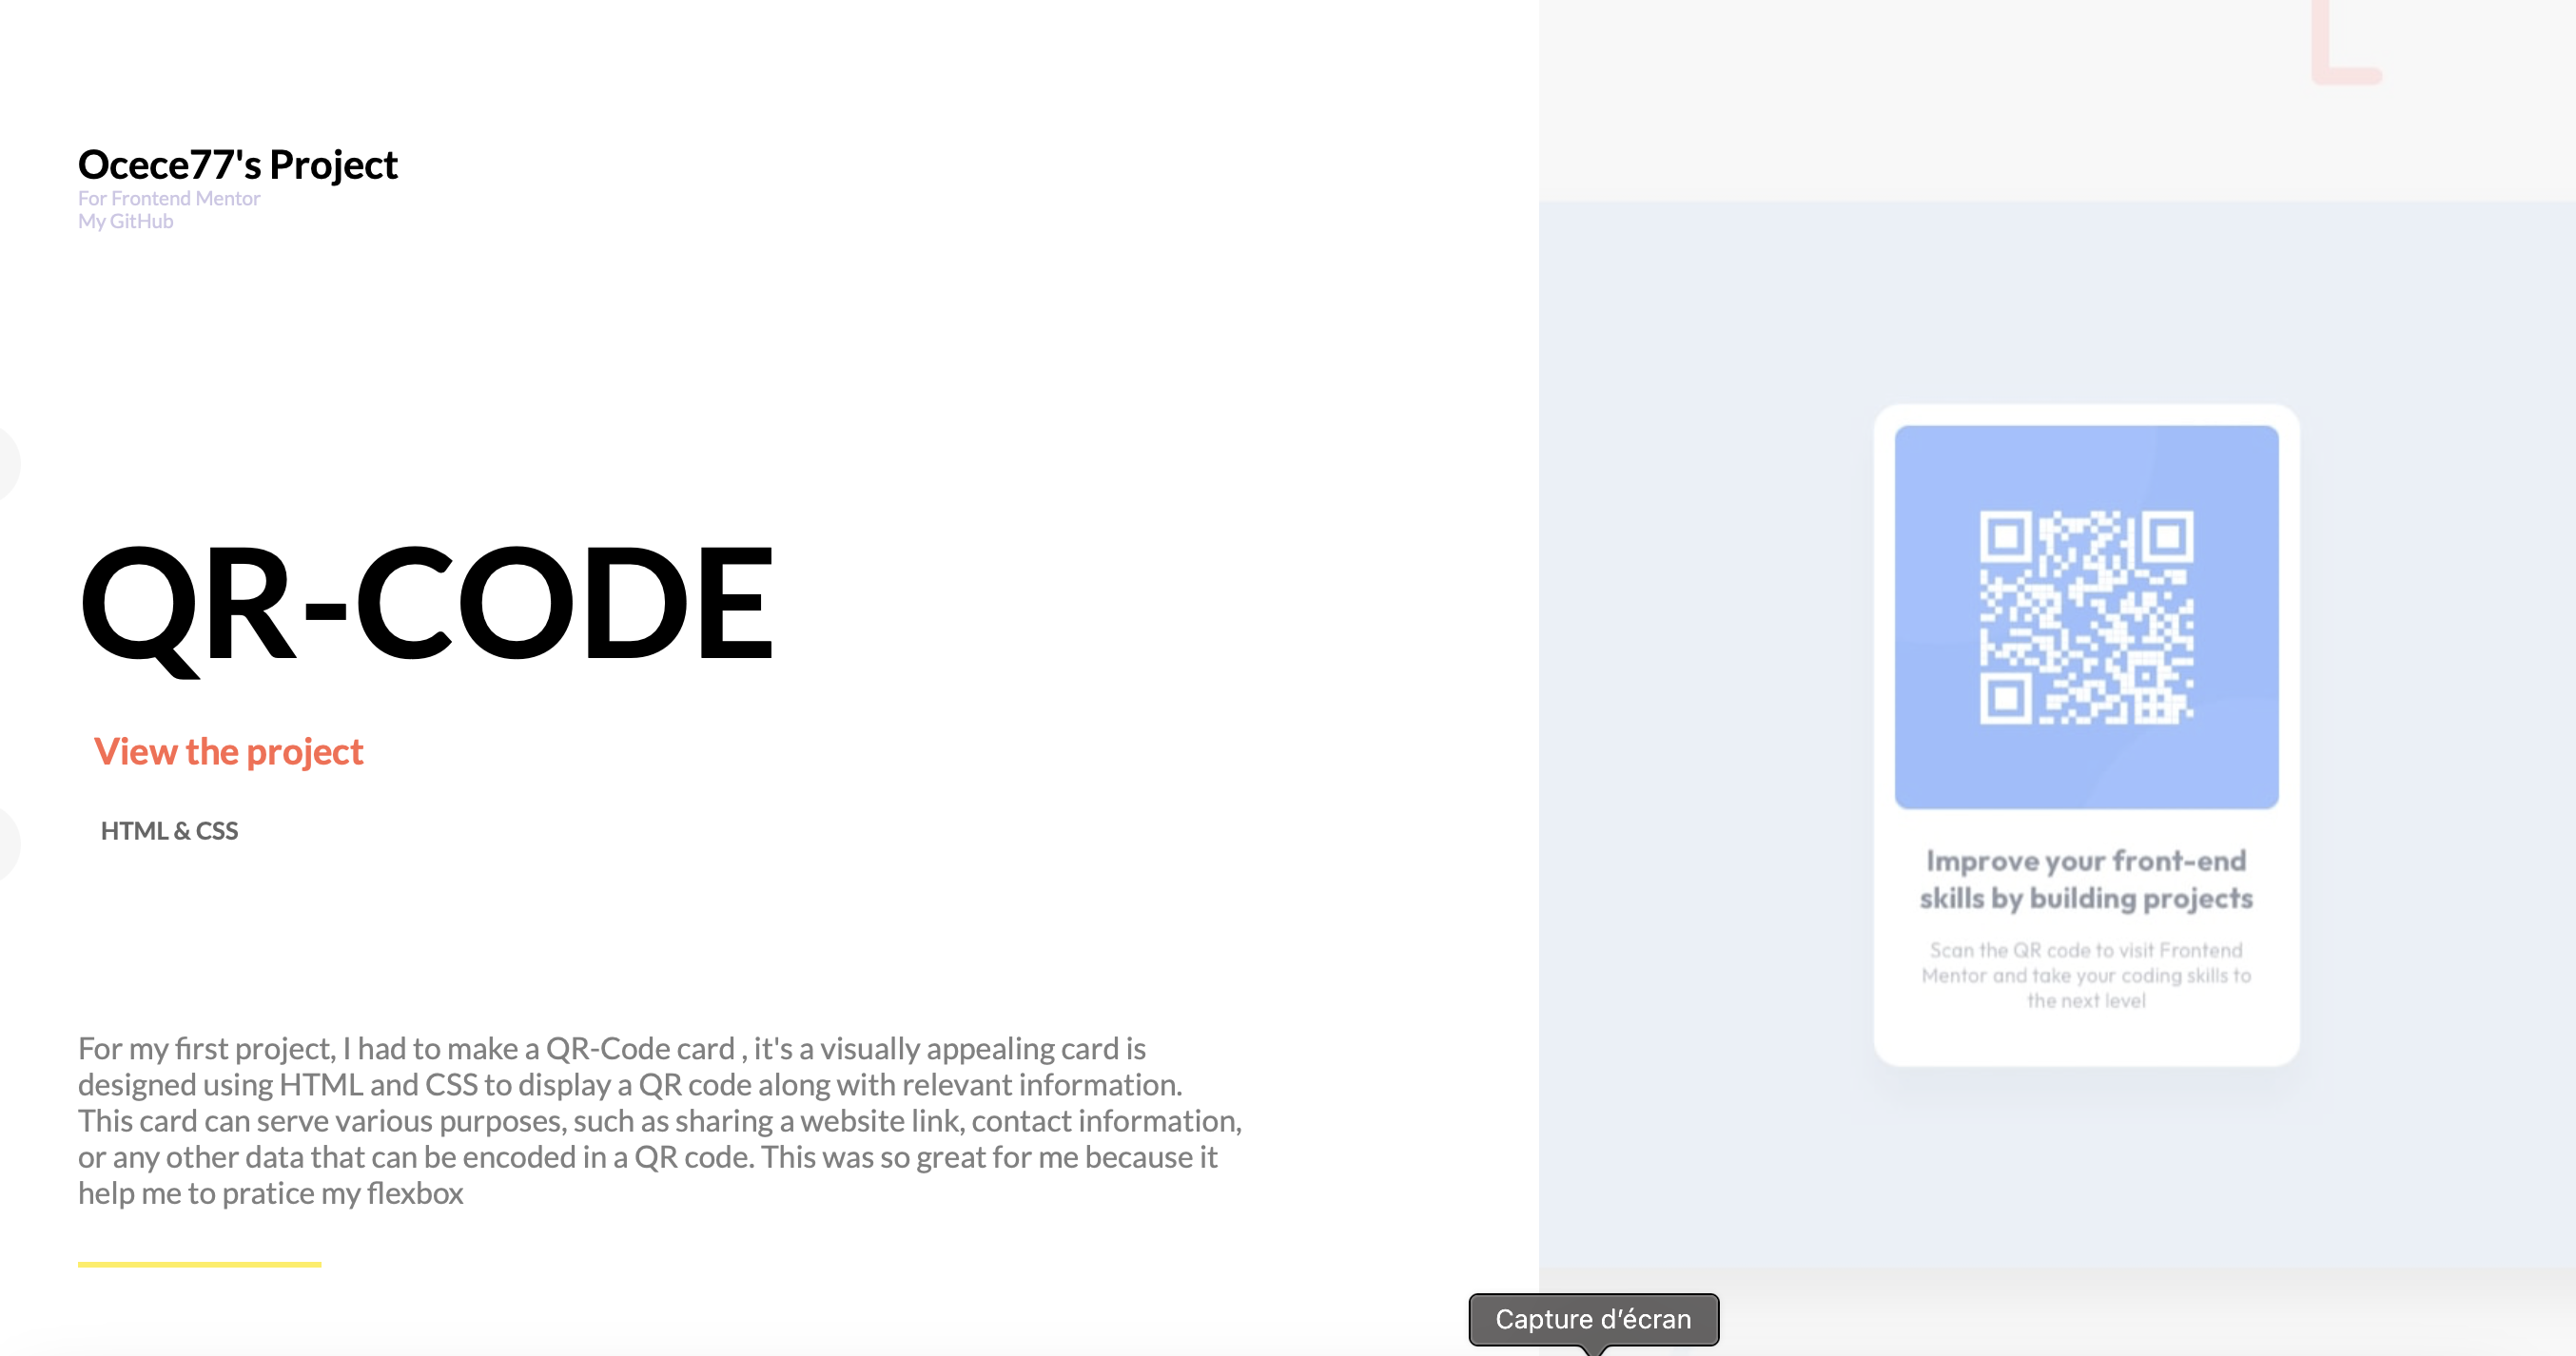 Ocece77's Project
For Frontend Mentor
My GitHub
QR-CODE
View the project
HTML & CSS
For my first project, I had to make a QR-Code card , it's a visually appealing card is
designed using HTML and CSS to display a QR code along with relevant information.
This card can serve various purposes, such as sharing a website link, contact information,
or any other data that can be encoded in a QR code. This was so great for me because it
help me to pratice my flexbox
Improve your front-end
skills by building projects
Scan the QR code to visit Frontend
Mentor and take your coding skills to
the next level
Capture d'écran